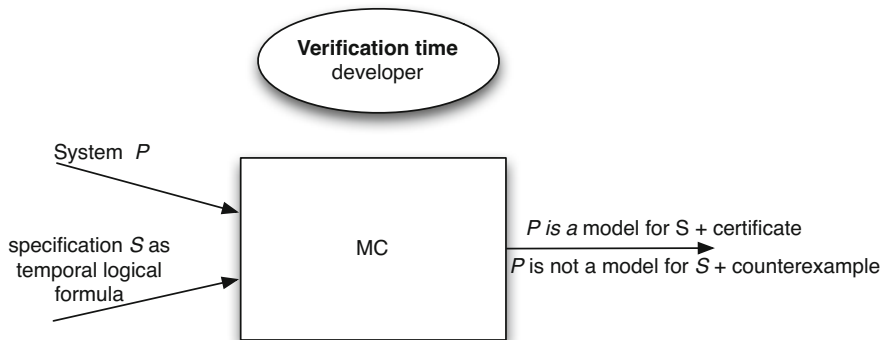 Verification time
developer
System P
specification S as
temporal logical
formula
MC
P is a model for S + certificate
P is not a model for S + counterexample